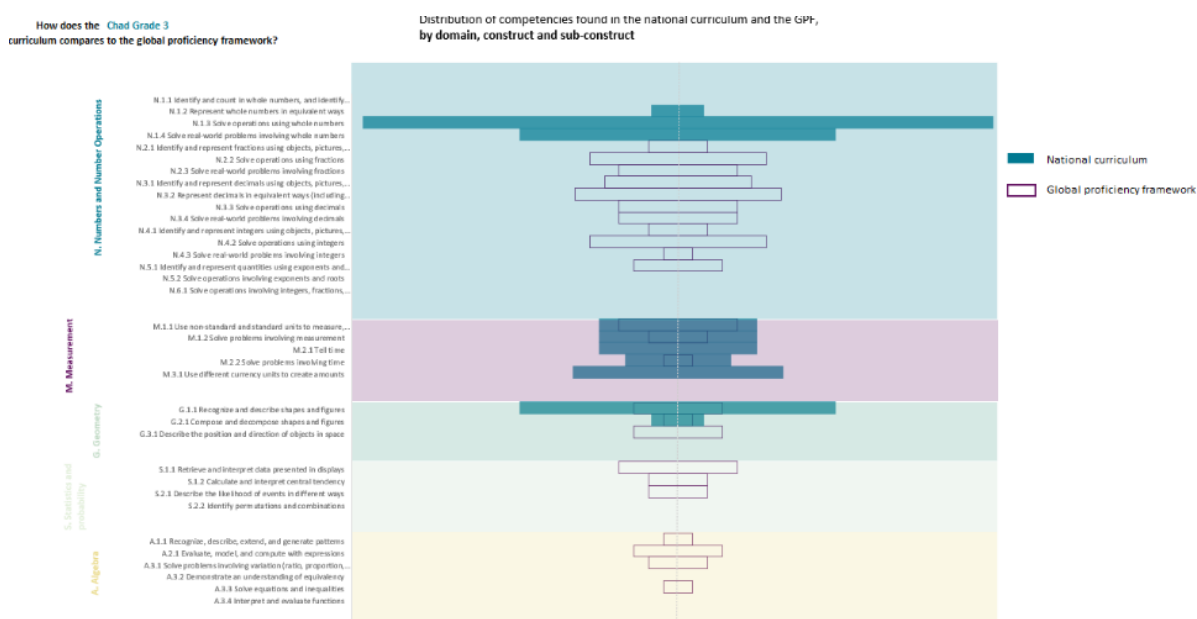 How does the Chad Grade 3
curriculum compares to the global proficiency framework?
Distribution of competencies found in the national curriculum and the GPF,
by domain, construct and sub-construct
N. Numbers and Number Operations
N.1.1 Identify and count in whole numbers, and identify...
N.1.2 Represent whole numbers in equivalent ways
N.1.3 Solve operations using whole numbers
N.1.4 Solve real-world problems involving whole numbers
N.2.1 Identify and represent fractions using objects, pictures,...
N.2.2 Solve operations using fractions
N.2.3 Solve real-world problems involving fractions
N.3.1 Identify and represent decimals using objects, pictures,...
N.3.2 Represent decimals in equivalent ways (including...
N.3.3 Solve operations using decimals
N.3.4 Solve real-world problems involving decimals
N.4.1 Identify and represent integers using objects, pictures,...
N.4.2 Solve operations using integers
N.4.3 Solve real-world problems involving integers
N.5.1 Identify and represent quantities using exponents and...
N.5.2 Solve operations involving exponents and roots
N.6.1 Solve operations involving integers, fractions,...
National curriculum
Global proficiency framework
M. Measurement
M.1.1 Use non-standard and standard units to measure,...
M.1.2 Solve problems involving measurement
M.2.1 Tell time
M.2.2 Solve problems involving time
M.3.1 Use different currency units to create amounts
G. Geometry
G.1.1 Recognize and describe shapes and figures
G.2.1 Compose and decompose shapes and figures
G.3.1 Describe the position and direction of objects in space
S. Statistics and
probability
S.1.1 Retrieve and interpret data presented in displays
S.1.2 Calculate and interpret central tendency
S.2.1 Describe the likelihood of events in different ways
S.2.2 Identify permutations and combinations
A. Algebra
A.1.1 Recognize, describe, extend, and generate patterns
A.2.1 Evaluate, model, and compute with expressions
A.3.1 Solve problems involving variation (ratio, proportion,...
A.3.2 Demonstrate an understanding of equivalency
A.3.3 Solve equations and inequalities
A.3.4 Interpret and evaluate functions